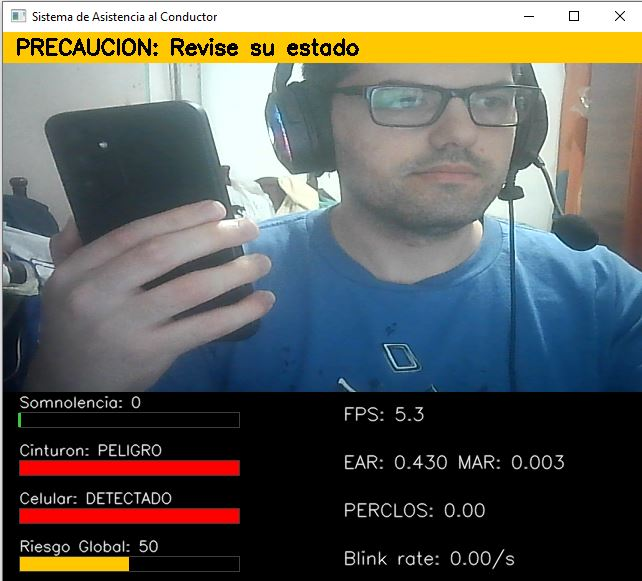 Sistema de Asistencia al Conductor
PRECAUCION: Revise su estado
Somnolencia: 0
Cinturon: PELIGRO
Celular: DETECTADO
Riesgo Global: 50
FPS: 5.3
EAR: 0.430 MAR: 0.003
PERCLOS: 0.00
Blink rate: 0.00/s